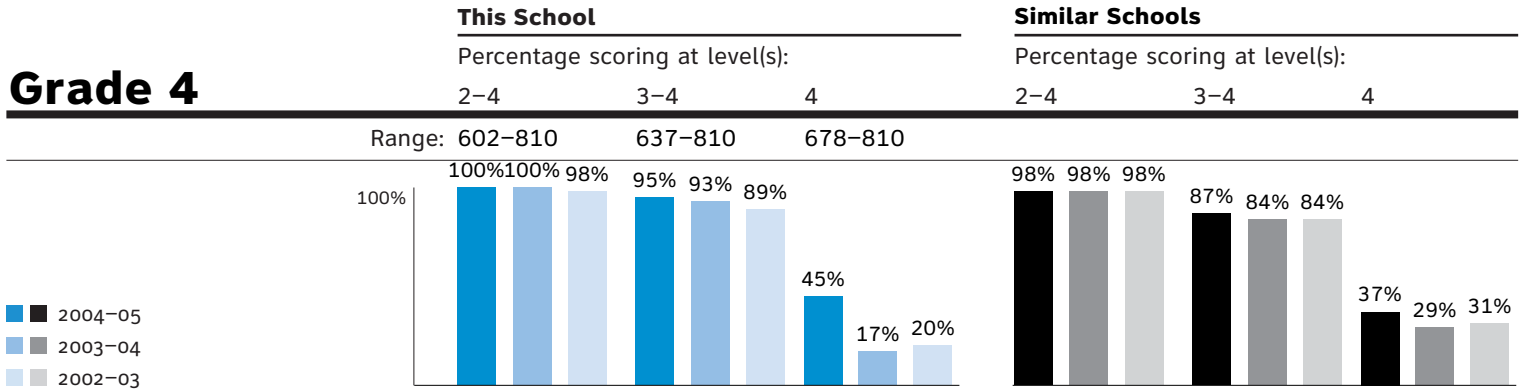 This School Similar Schools
Percentage scoring at level(s): Percentage scoring at level(s):
Grade 4
2–4 3–4 4 2–4 3–4 4
Range: 602–810 637–810 678–810
100% 100% 98% 95% 93% 89% 45% 17% 20% 98% 98% 98% 87% 84% 84% 37% 29% 31%
100%
2004–05
2003–04
2002–03